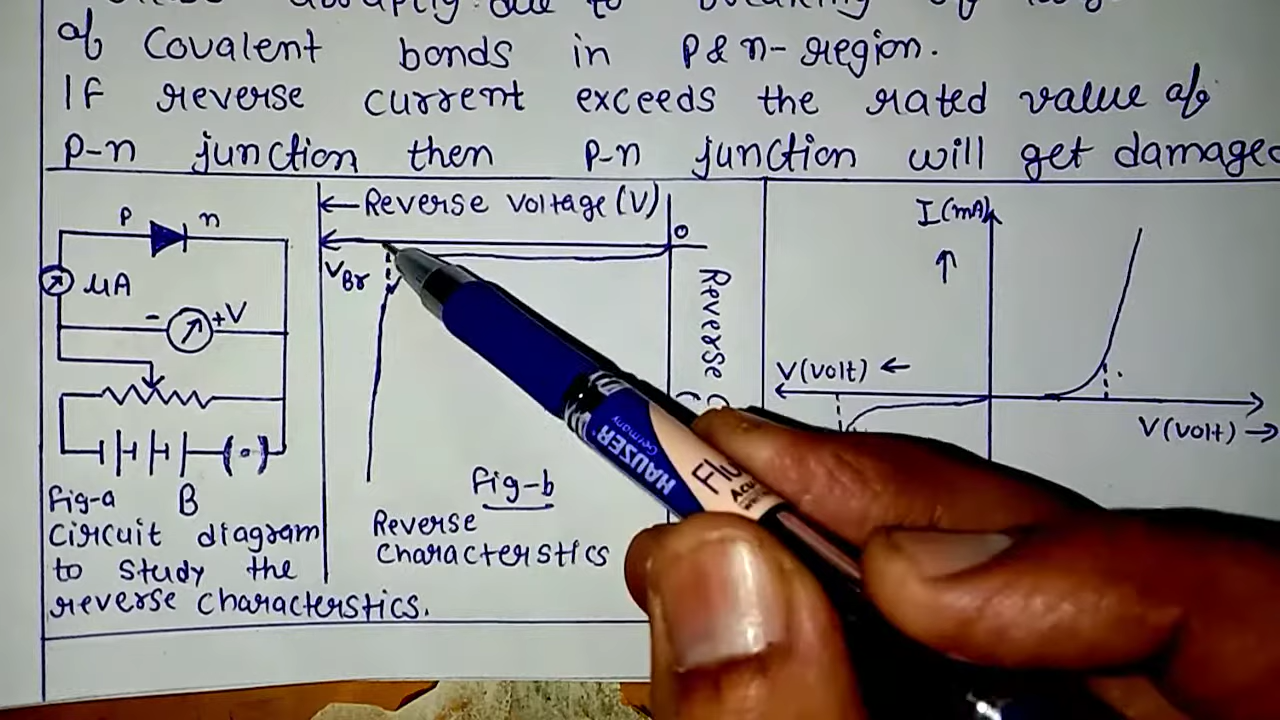 of Covalent bonds in P & n-region.
If reverse current exceeds the rated value of
P-n junction then P-n junction will get damaged
P n
μA
- +V
Fig-a B
Circuit diagram
to study the
reverse characterstics.
← Reverse voltage (V)
O
VBr
Reverse
Fig-b
Reverse
characterstics
I(mA)
↑
V(volt) ←
V(volt) →
HAUSER
Germany